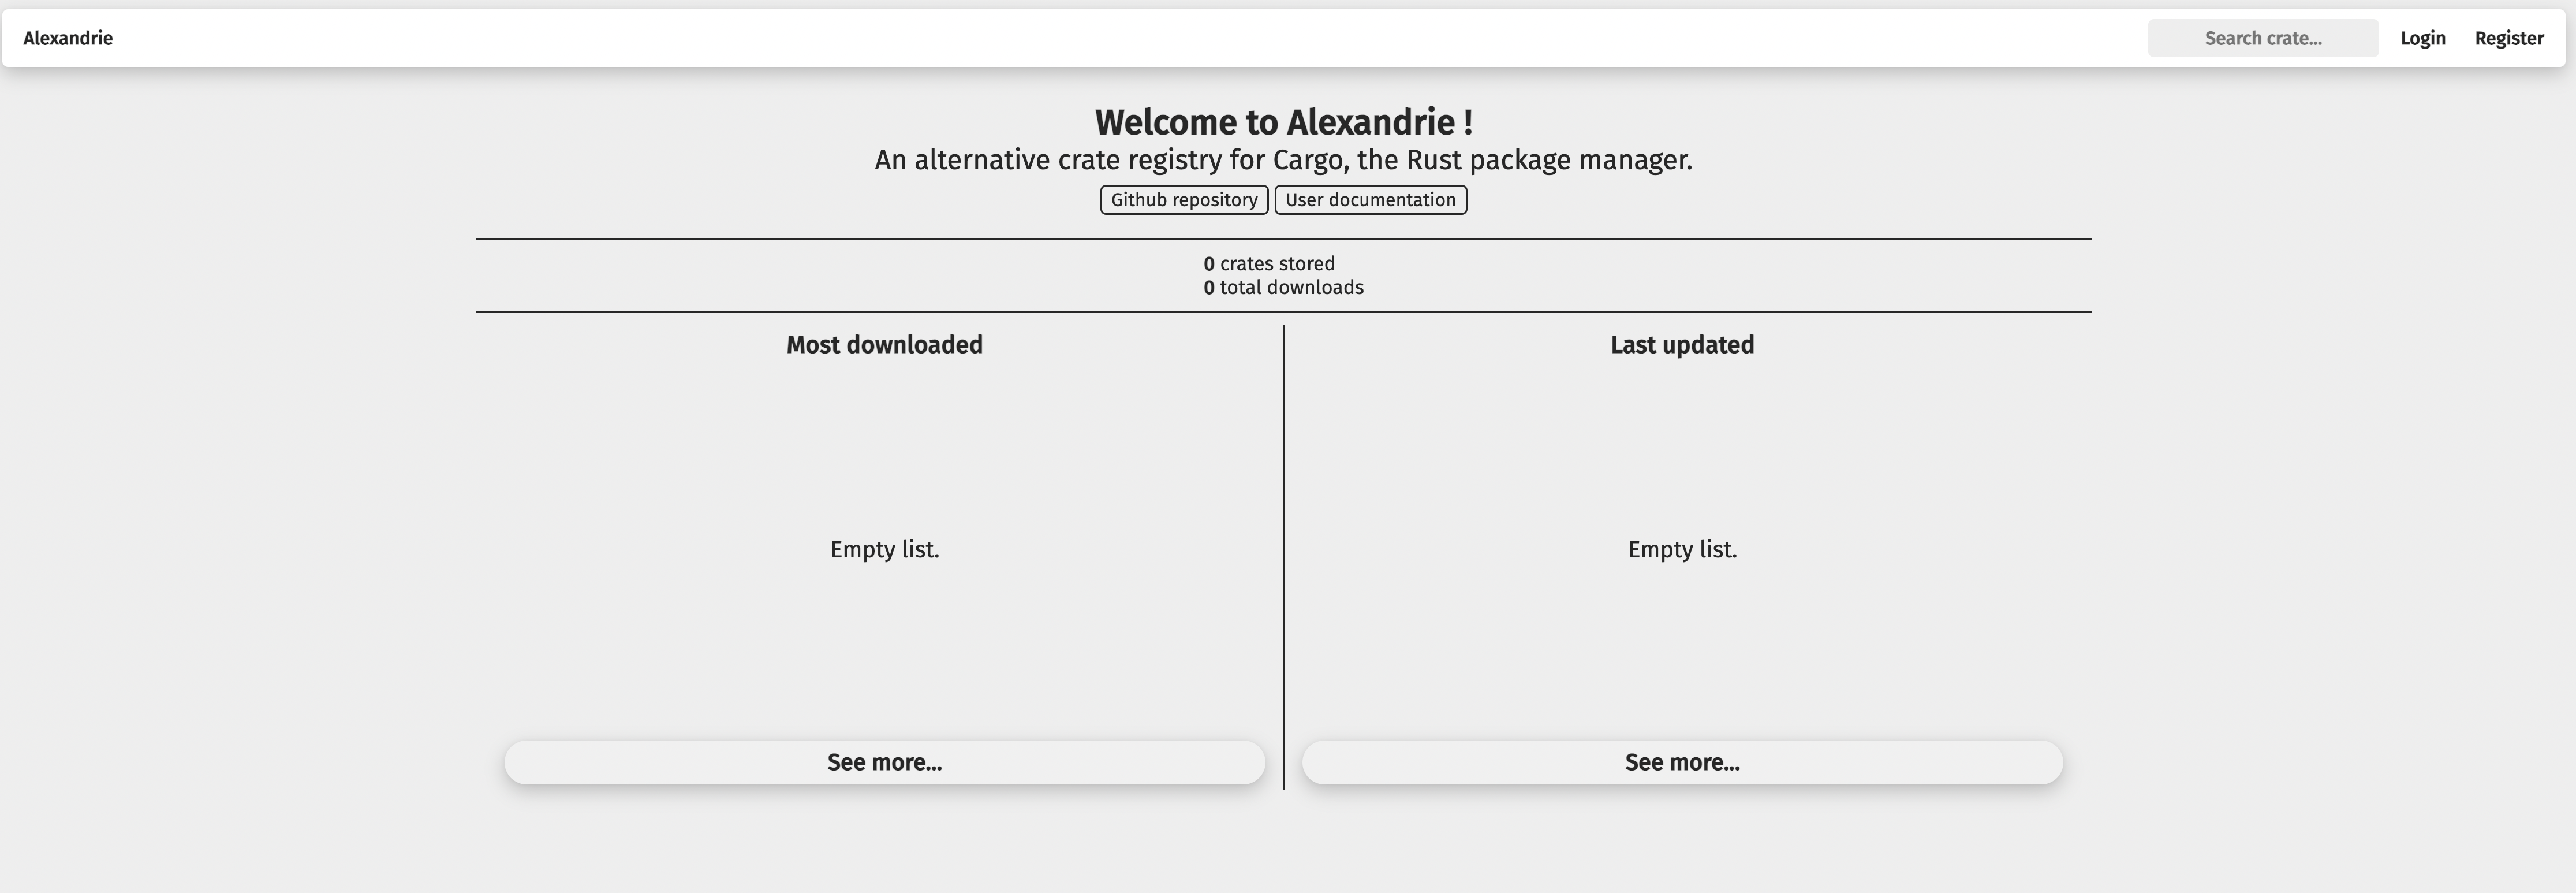 Alexandrie
Search crate... Login Register
Welcome to Alexandrie !
An alternative crate registry for Cargo, the Rust package manager.
Github repository User documentation
0 crates stored
0 total downloads
Most downloaded
Empty list.
See more...
Last updated
Empty list.
See more...